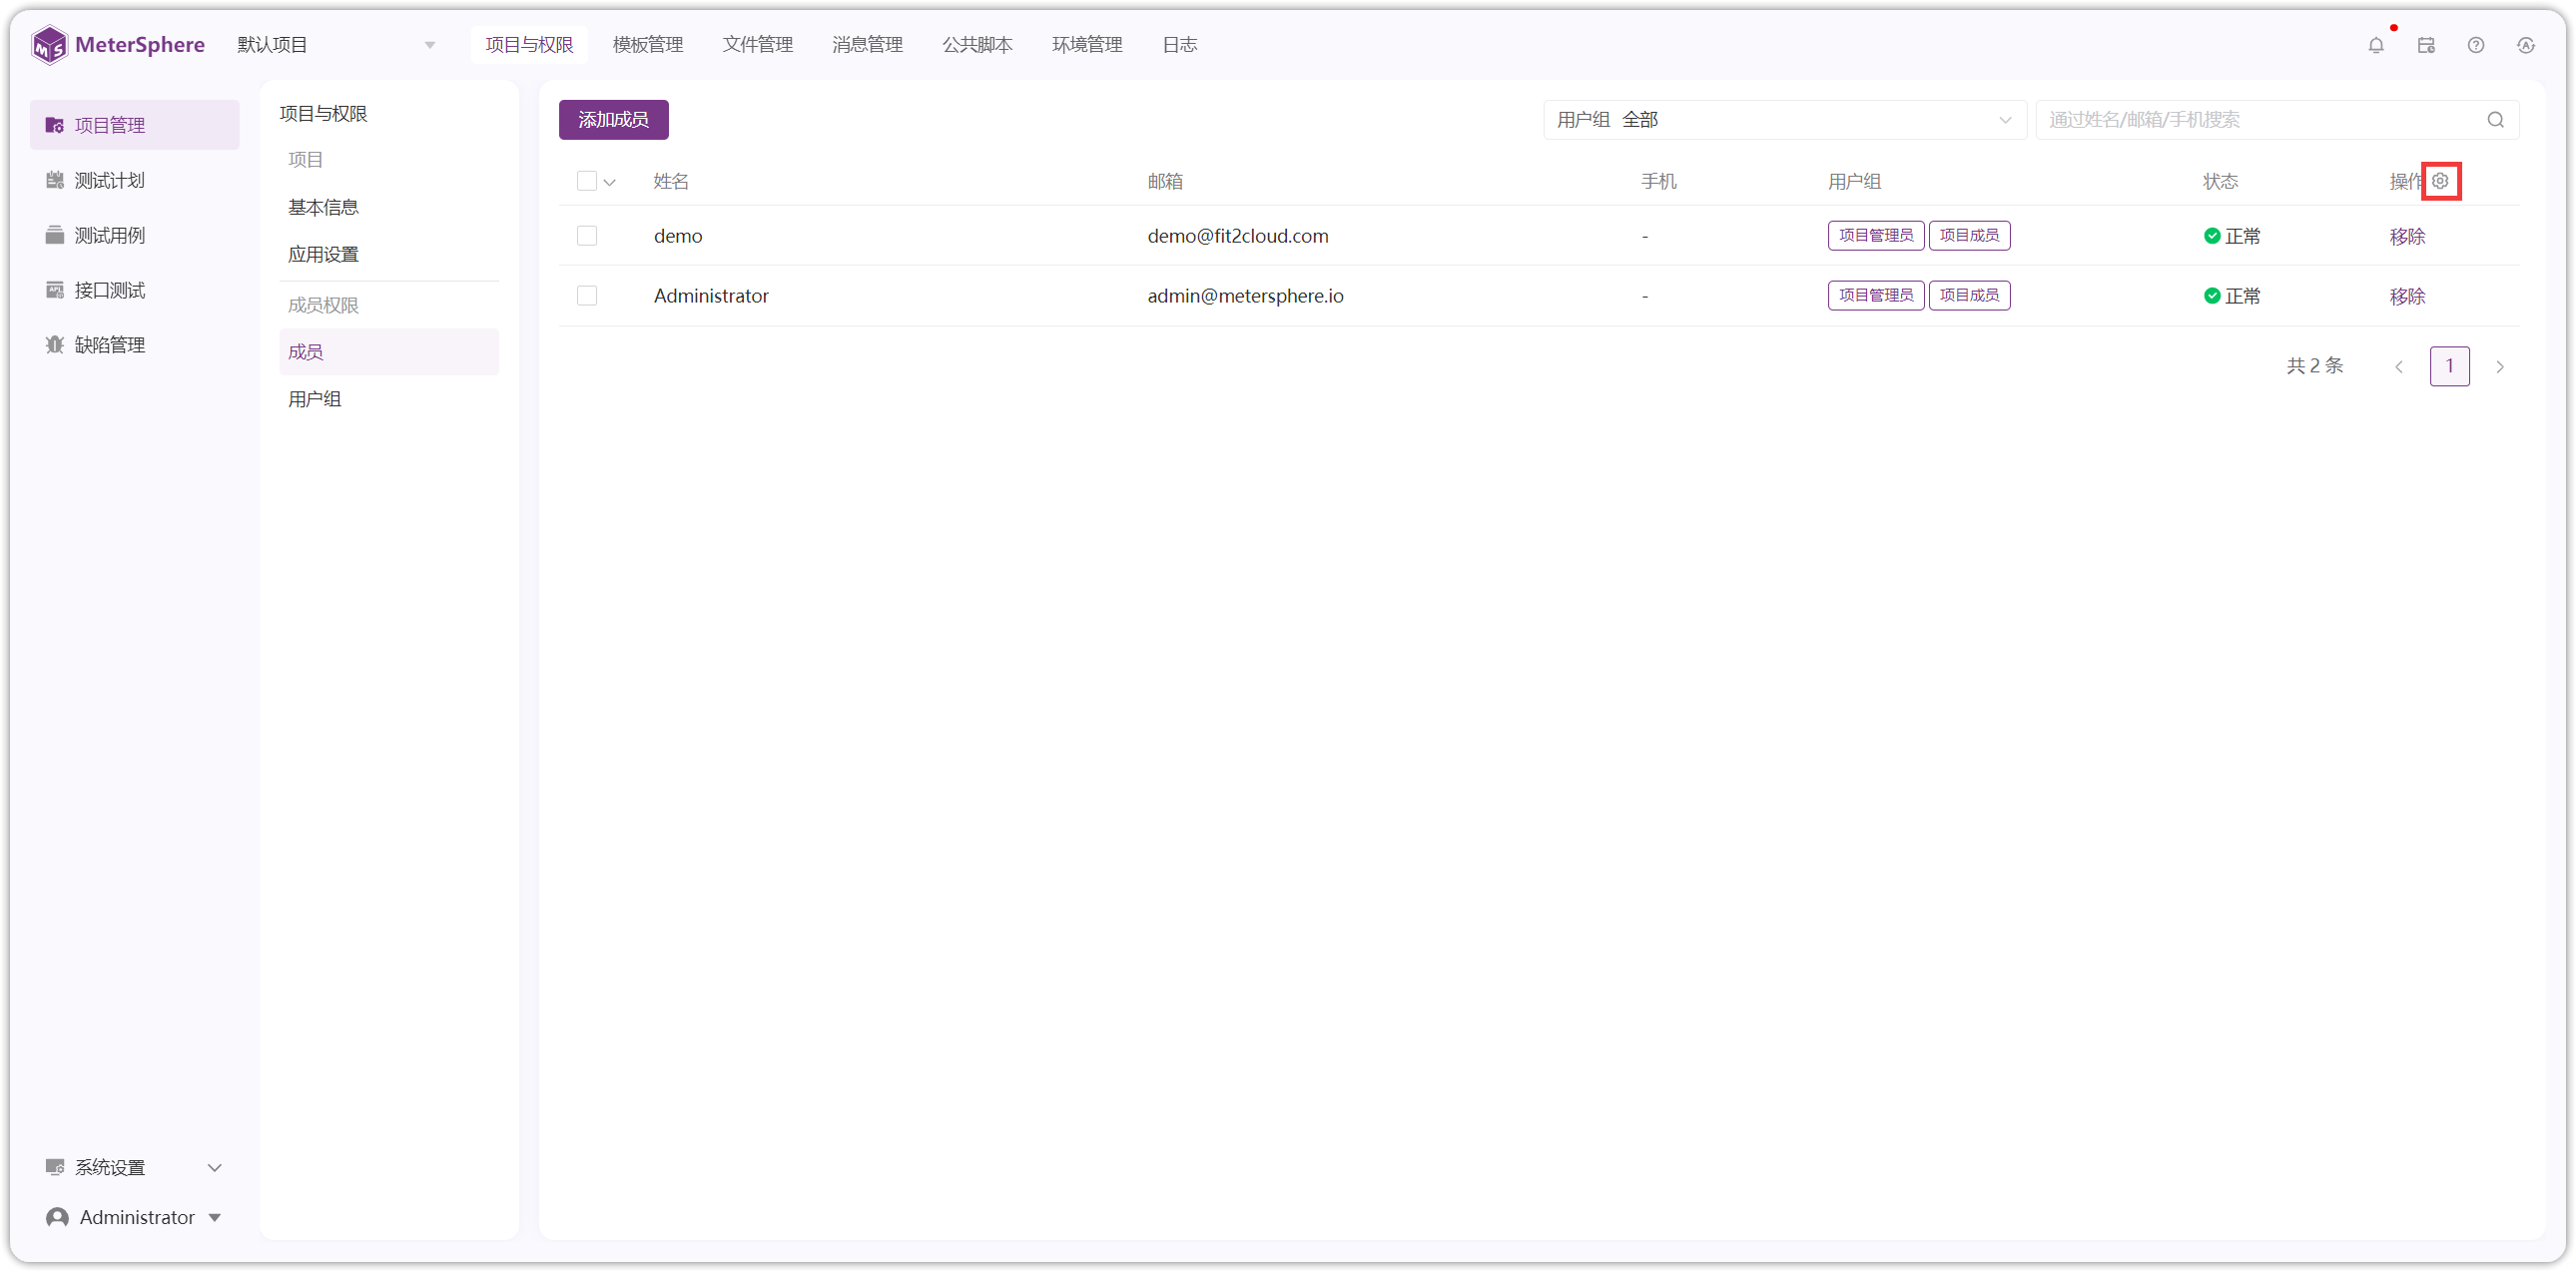 MeterSphere 默认项目 项目与权限 模板管理 文件管理 消息管理 公共脚本 环境管理 日志
项目管理
测试计划
测试用例
接口测试
缺陷管理
系统设置
Administrator
项目与权限
项目
基本信息
应用设置
成员权限
成员
用户组
添加成员 用户组 全部 通过姓名/邮箱/手机搜索
姓名 邮箱 手机 用户组 状态 操作
demo demo@fit2cloud.com - 项目管理员 项目成员 正常 移除
Administrator admin@metersphere.io - 项目管理员 项目成员 正常 移除
共 2 条 1